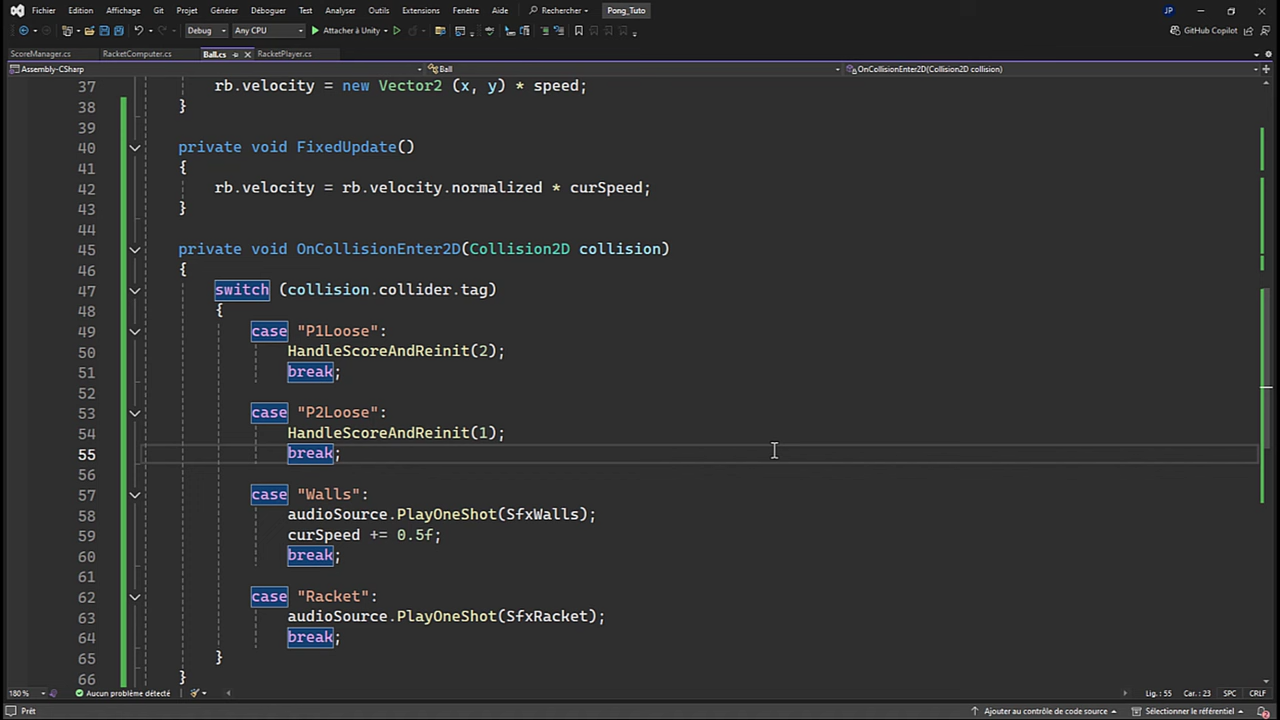 Fichier Edition Affichage Git Projet Générer Déboguer Test Analyser Outils Extensions Fenêtre Aide Rechercher Pong_Tuto JP
Debug Any CPU Attacher à Unity GitHub Copilot
ScoreManager.cs RacketComputer.cs Ball.cs RacketPlayer.cs
Assembly-CSharp Ball OnCollisionEnter2D(Collision2D collision)
37 rb.velocity = new Vector2 (x, y) * speed;
38 }
39
40 private void FixedUpdate()
41 {
42 rb.velocity = rb.velocity.normalized * curSpeed;
43 }
44
45 private void OnCollisionEnter2D(Collision2D collision)
46 {
47 switch (collision.collider.tag)
48 {
49 case "P1Loose":
50 HandleScoreAndReinit(2);
51 break;
52
53 case "P2Loose":
54 HandleScoreAndReinit(1);
55 break;
56
57 case "Walls":
58 audioSource.PlayOneShot(SfxWalls);
59 curSpeed += 0.5f;
60 break;
61
62 case "Racket":
63 audioSource.PlayOneShot(SfxRacket);
64 break;
65 }
66 }
180 % Aucun problème détecté Lig.: 55 Car.: 23 SPC CRLF
Prêt Ajouter au contrôle de code source Sélectionner le référentiel